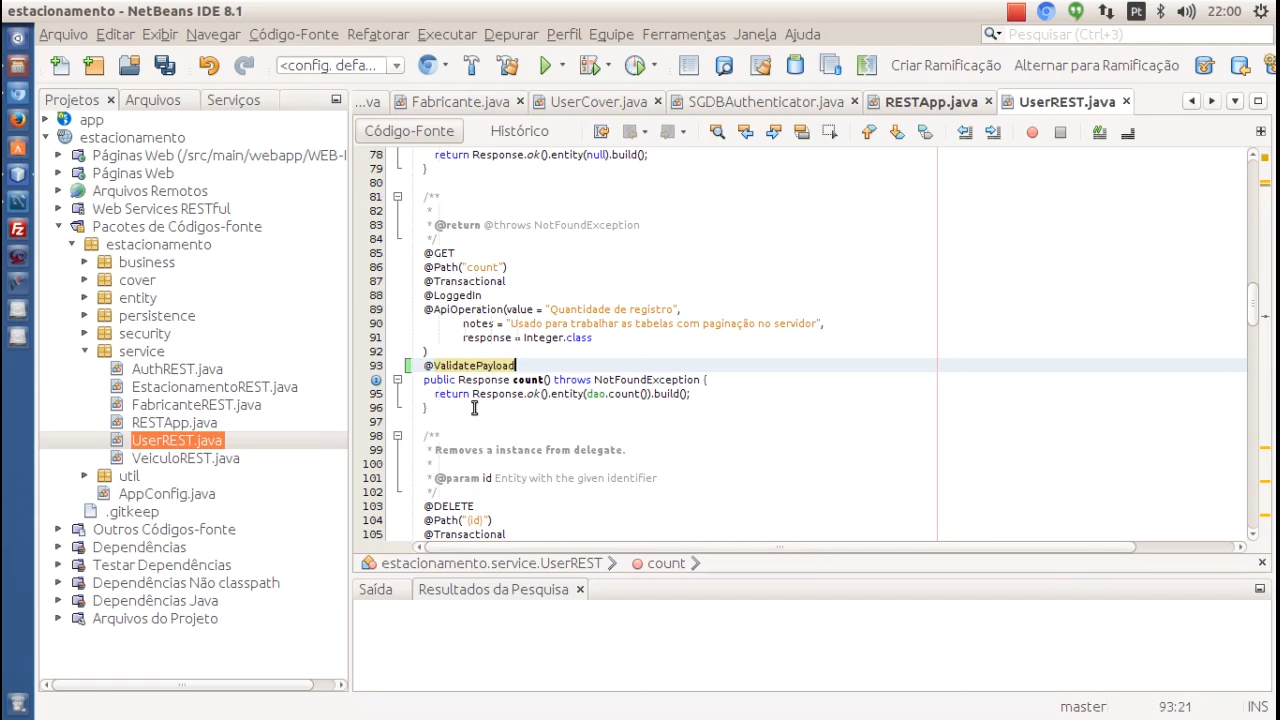 estacionamento - NetBeans IDE 8.1
Pt 22:00
Arquivo Editar Exibir Navegar Código-Fonte Refatorar Executar Depurar Perfil Equipe Ferramentas Janela Ajuda
Pesquisar (Ctrl+3)
<config. defa... Criar Ramificação Alternar para Ramificação
Projetos Arquivos Serviços
...va Fabricante.java UserCover.java SGDBAuthenticator.java RESTApp.java UserREST.java
Código-Fonte Histórico
app
estacionamento
Páginas Web (/src/main/webapp/WEB-I
Páginas Web
Arquivos Remotos
Web Services RESTful
Pacotes de Códigos-fonte
estacionamento
business
cover
entity
persistence
security
service
AuthREST.java
EstacionamentoREST.java
FabricanteREST.java
RESTApp.java
UserREST.java
VeiculoREST.java
util
AppConfig.java
.gitkeep
Outros Códigos-fonte
Dependências
Testar Dependências
Dependências Não classpath
Dependências Java
Arquivos do Projeto
78 return Response.ok().entity(null).build();
79 }
80
81 /**
82 *
83 * @return @throws NotFoundException
84 */
85 @GET
86 @Path("count")
87 @Transactional
88 @LoggedIn
89 @ApiOperation(value = "Quantidade de registro",
90 notes = "Usado para trabalhar as tabelas com paginação no servidor",
91 response = Integer.class
92 )
93 @ValidatePayload
public Response count() throws NotFoundException {
95 return Response.ok().entity(dao.count()).build();
96 }
97
98 /**
99 * Removes a instance from delegate.
100 *
101 * @param id Entity with the given identifier
102 */
103 @DELETE
104 @Path("{id}")
105 @Transactional
estacionamento.service.UserREST count
Saída Resultados da Pesquisa
master 93:21 INS